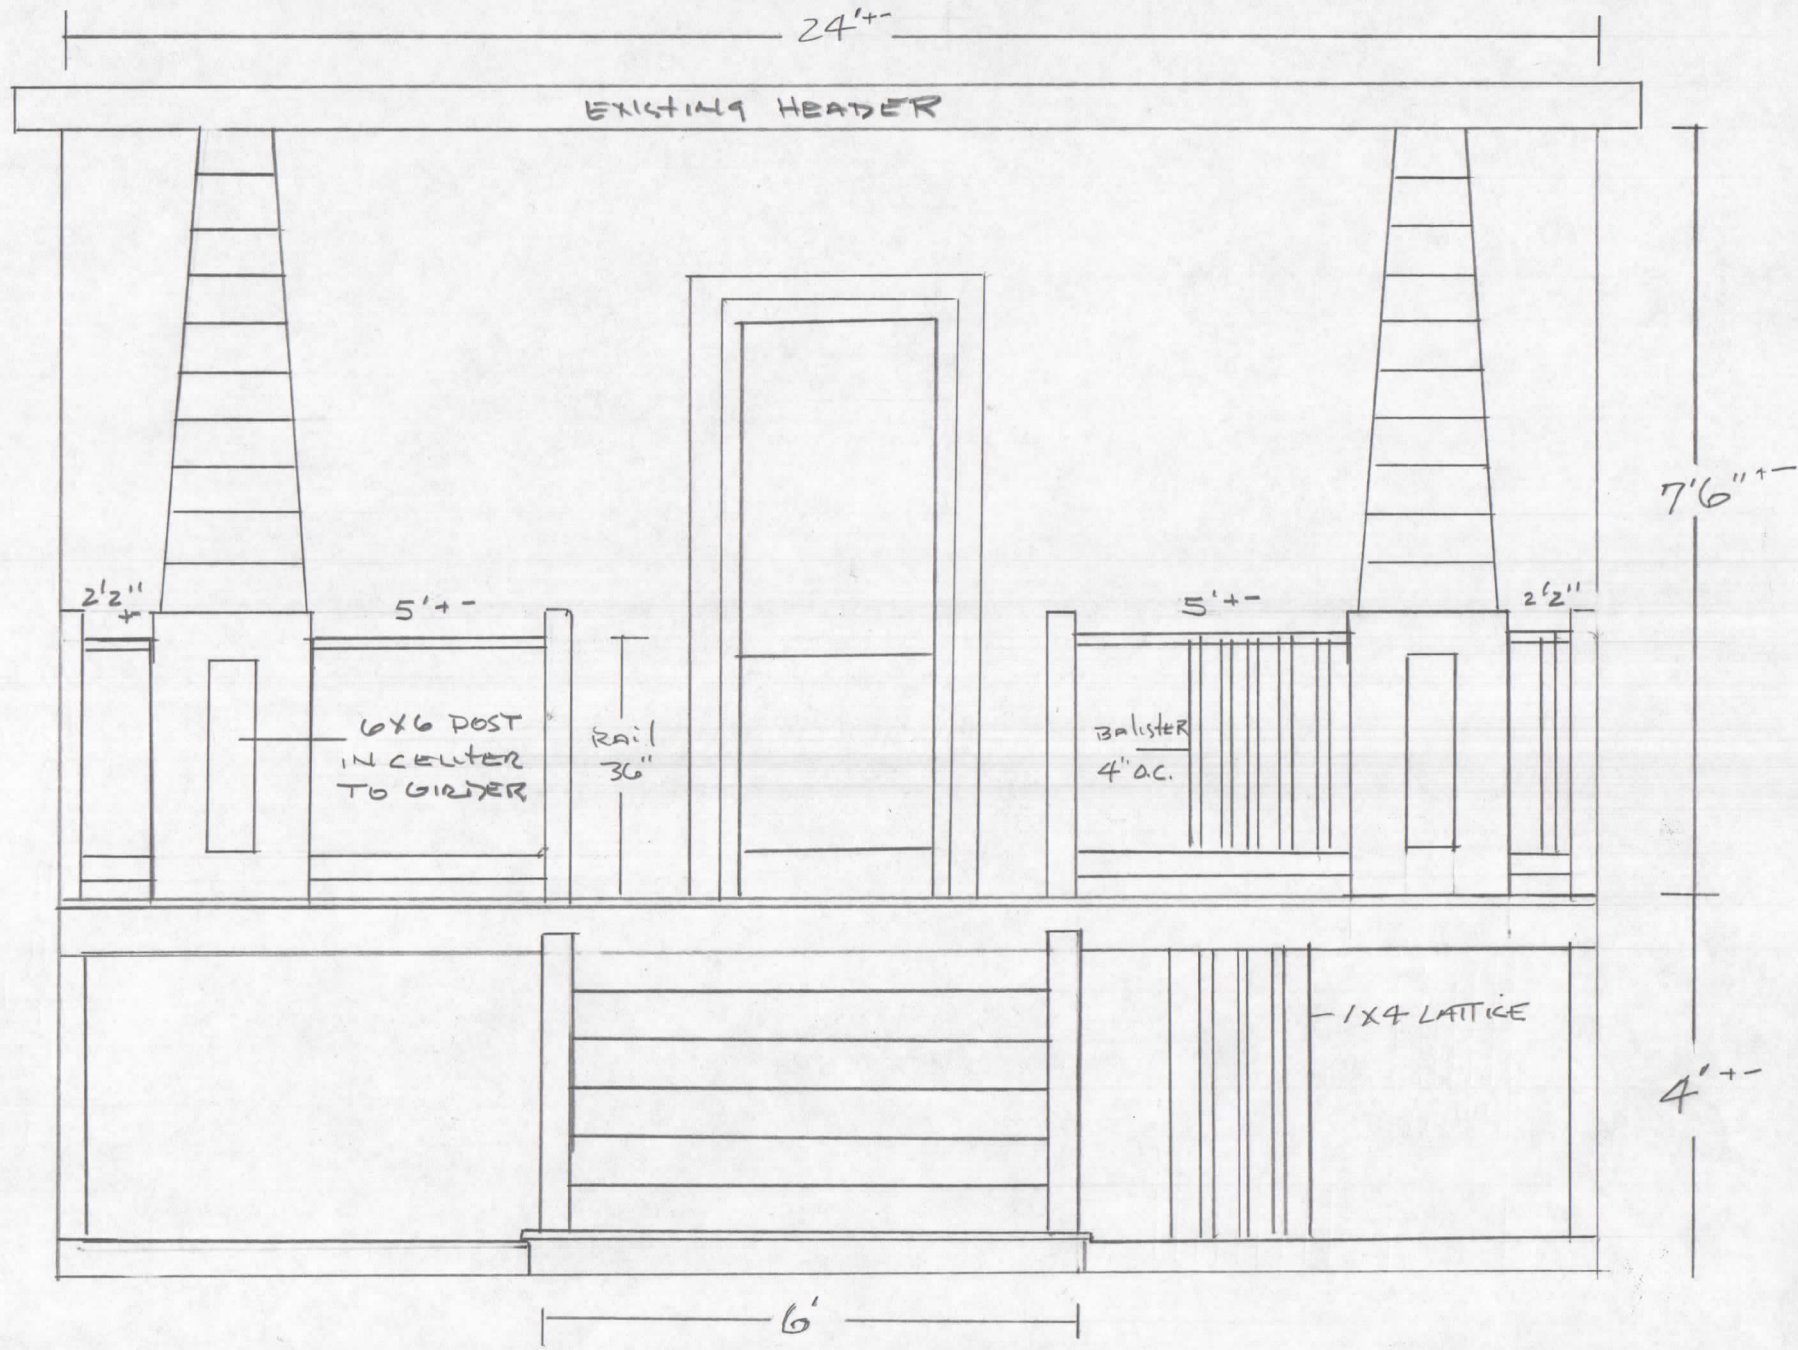 24'+-
EXISTING HEADER
7'6"+-
2'2"
+-
5'+-
5'+-
2'2"
6X6 POST
IN CENTER
TO GIRDER
RAil
36"
BAlistER
4" O.C.
1X4 LATTICE
4'+-
6'